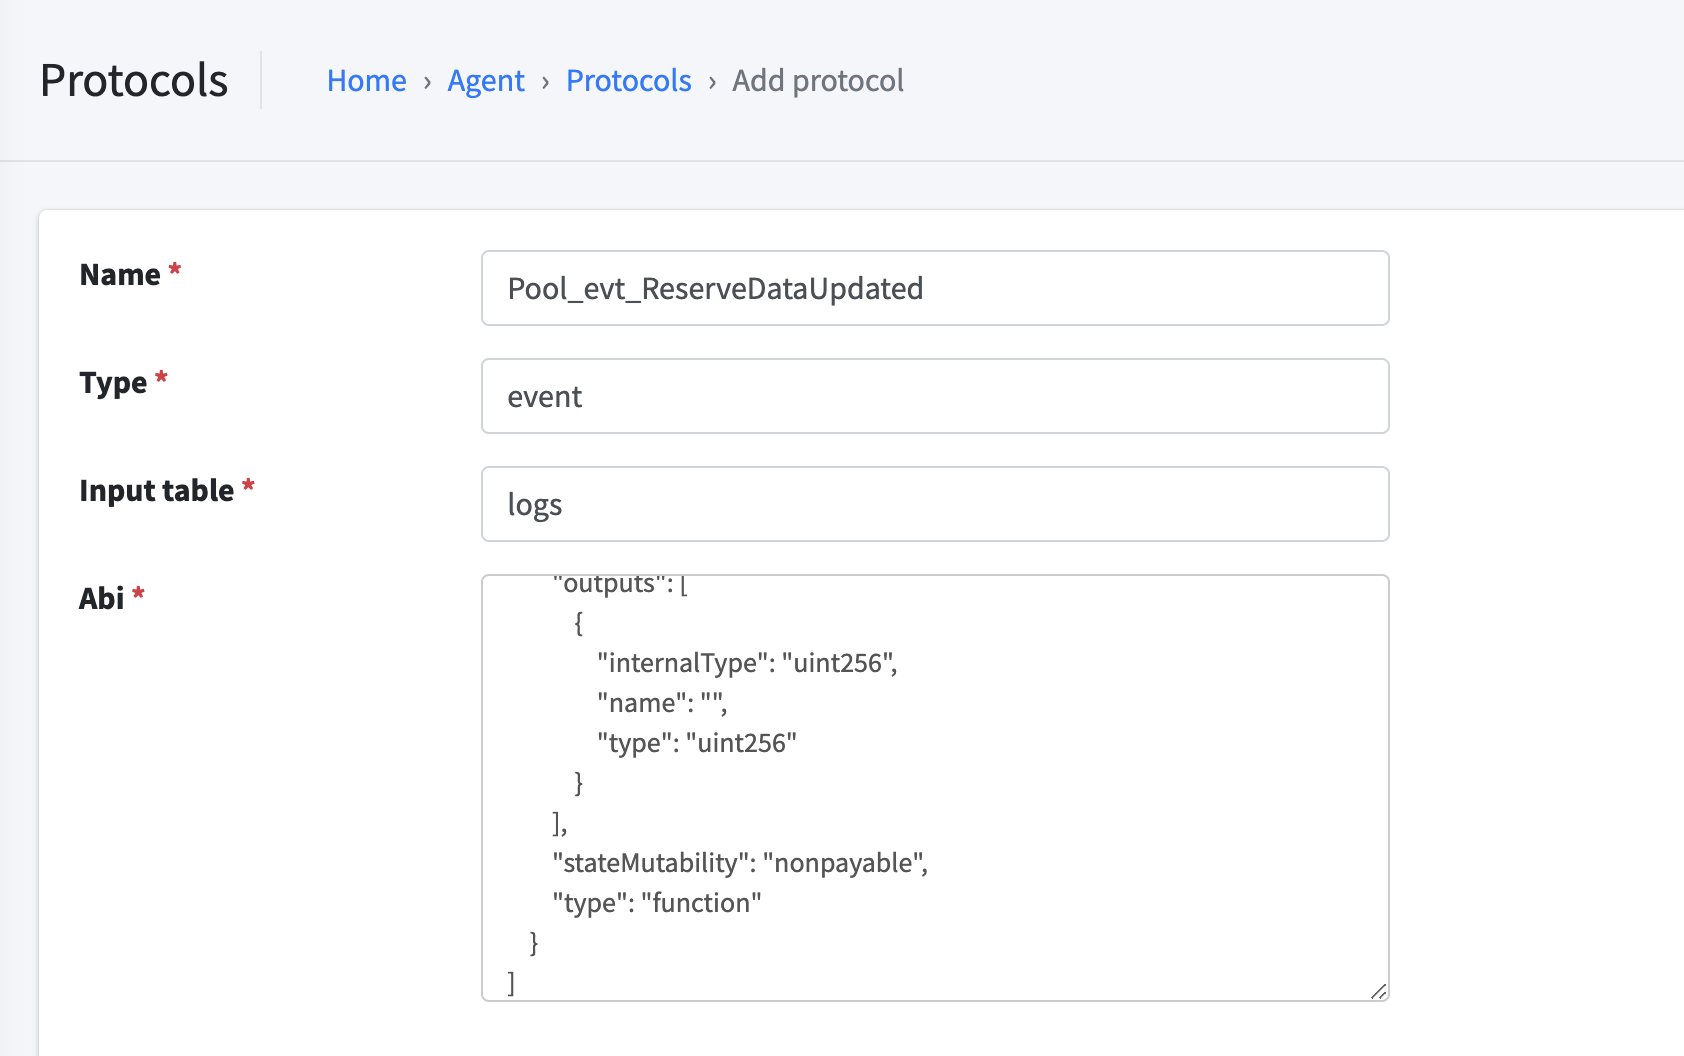 Protocols
Home › Agent › Protocols › Add protocol
Name *
Pool_evt_ReserveDataUpdated
Type *
event
Input table *
logs
Abi *
"outputs": [
{
"internalType": "uint256",
"name": "",
"type": "uint256"
}
],
"stateMutability": "nonpayable",
"type": "function"
}
]